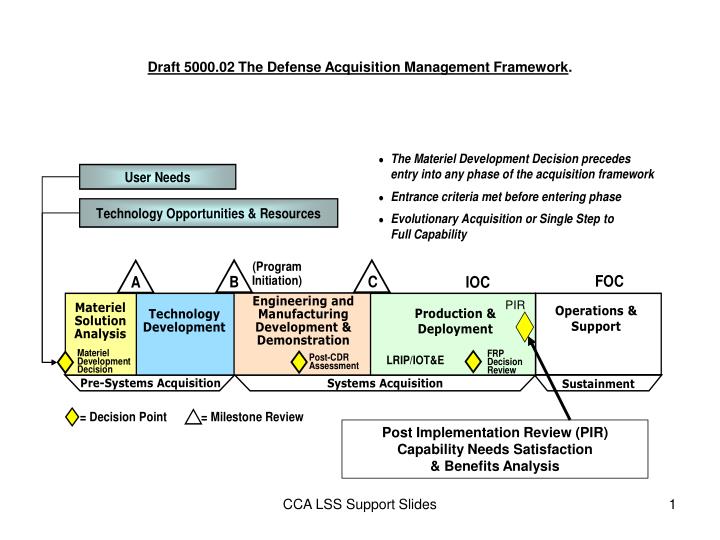 Draft 5000.02 The Defense Acquisition Management Framework.
• The Materiel Development Decision precedes
entry into any phase of the acquisition framework
• Entrance criteria met before entering phase
• Evolutionary Acquisition or Single Step to
Full Capability
User Needs
Technology Opportunities & Resources
A
B
(Program
Initiation)
C
IOC
FOC
Materiel
Solution
Analysis
Materiel
Development
Decision
Technology
Development
Engineering and
Manufacturing
Development &
Demonstration
Post-CDR
Assessment
Production &
Deployment
LRIP/IOT&E
FRP
Decision
Review
PIR
Operations &
Support
Pre-Systems Acquisition
Systems Acquisition
Sustainment
= Decision Point
= Milestone Review
Post Implementation Review (PIR)
Capability Needs Satisfaction
& Benefits Analysis
CCA LSS Support Slides
1